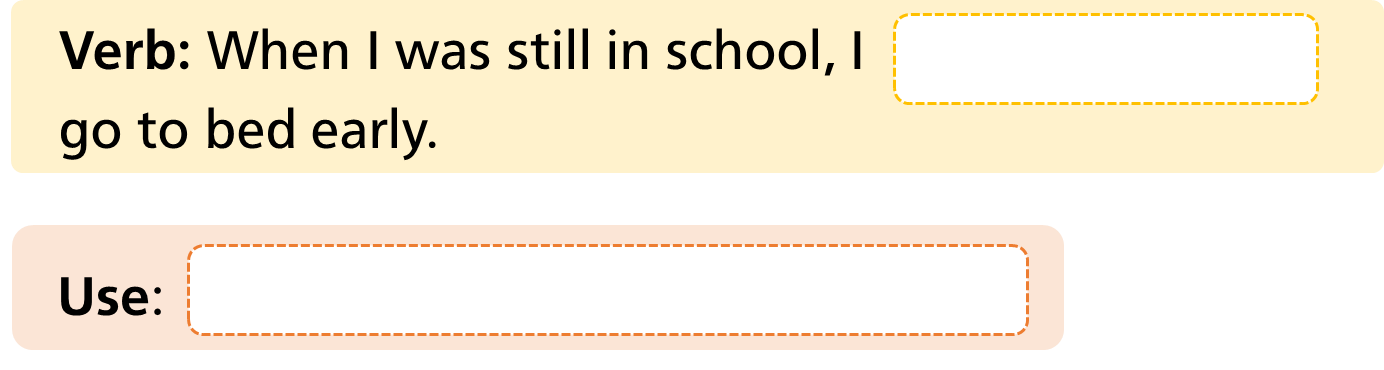 Verb: When I was still in school, I
go to bed early.
Use: